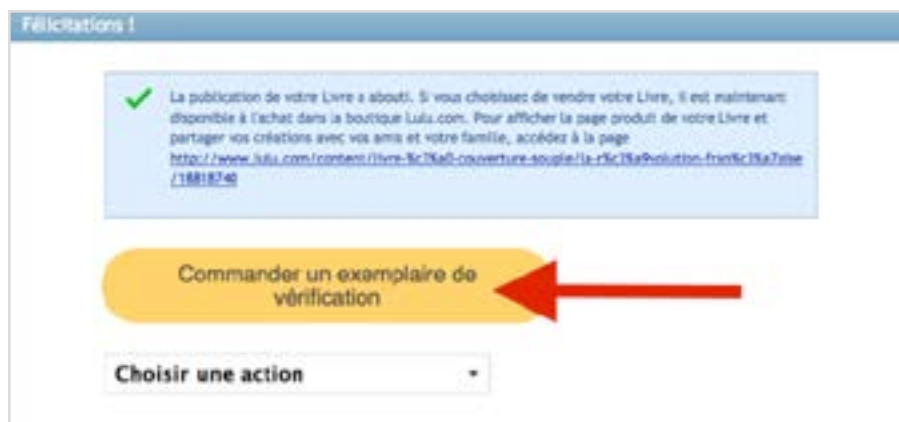 Félicitations !
La publication de votre Livre a abouti. Si vous choisissez de vendre votre Livre, il est maintenant
disponible à l'achat dans la boutique Lulu.com. Pour afficher la page produit de votre Livre et
partager vos créations avec vos amis et votre famille, accédez à la page
http://www.lulu.com/content/livre-%c3%a0-couverture-souple/la-r%c3%a9volution-fran%c3%a7aise
/18818740
Commander un exemplaire de
vérification
Choisir une action